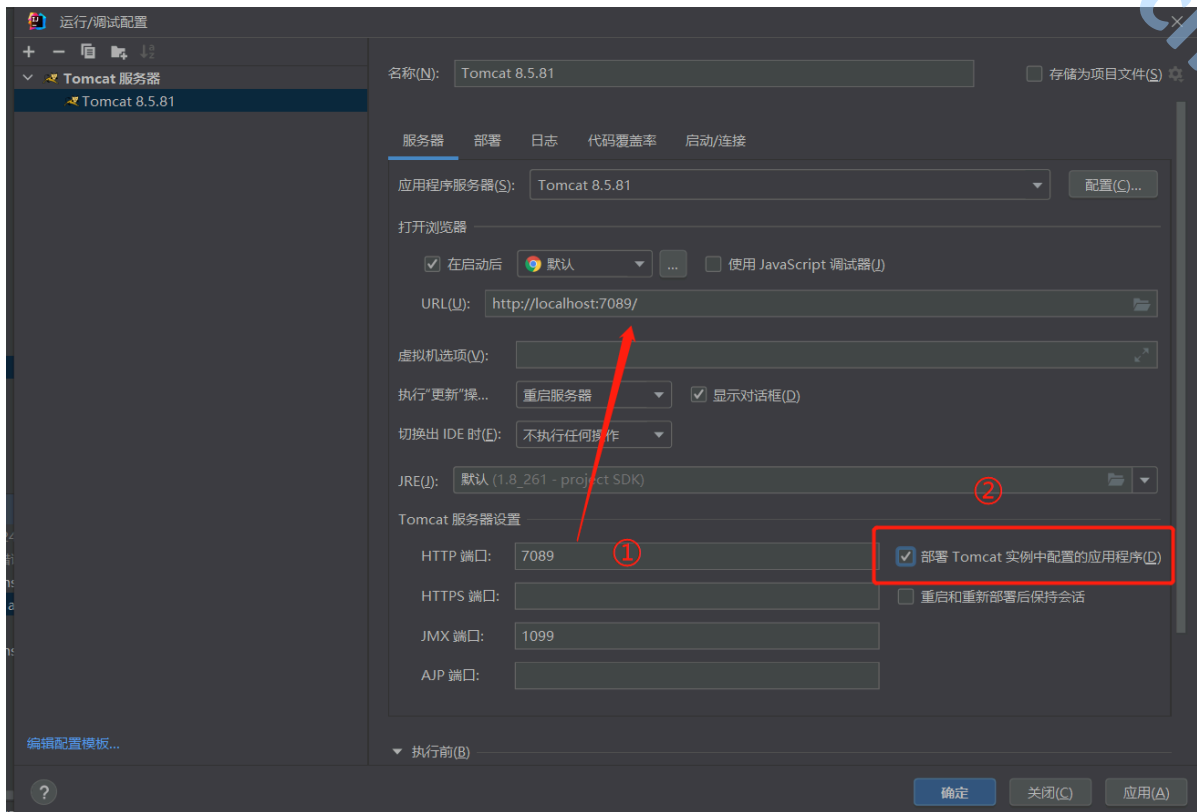 运行/调试配置
Tomcat 服务器
Tomcat 8.5.81
名称(N): Tomcat 8.5.81 存储为项目文件(S)
服务器 部署 日志 代码覆盖率 启动/连接
应用程序服务器(S): Tomcat 8.5.81 配置(C)...
打开浏览器
在启动后 默认 ... 使用 JavaScript 调试器(J)
URL(U): http://localhost:7089/
虚拟机选项(V):
执行“更新”操... 重启服务器 显示对话框(D)
切换出 IDE 时(F): 不执行任何操作
JRE(J): 默认 (1.8_261 - project SDK)
②
Tomcat 服务器设置
HTTP 端口: 7089 ① 部署 Tomcat 实例中配置的应用程序(D)
HTTPS 端口: 重启和重新部署后保持会话
JMX 端口: 1099
AJP 端口:
编辑配置模板...
执行前(B)
? 确定 关闭(C) 应用(A)